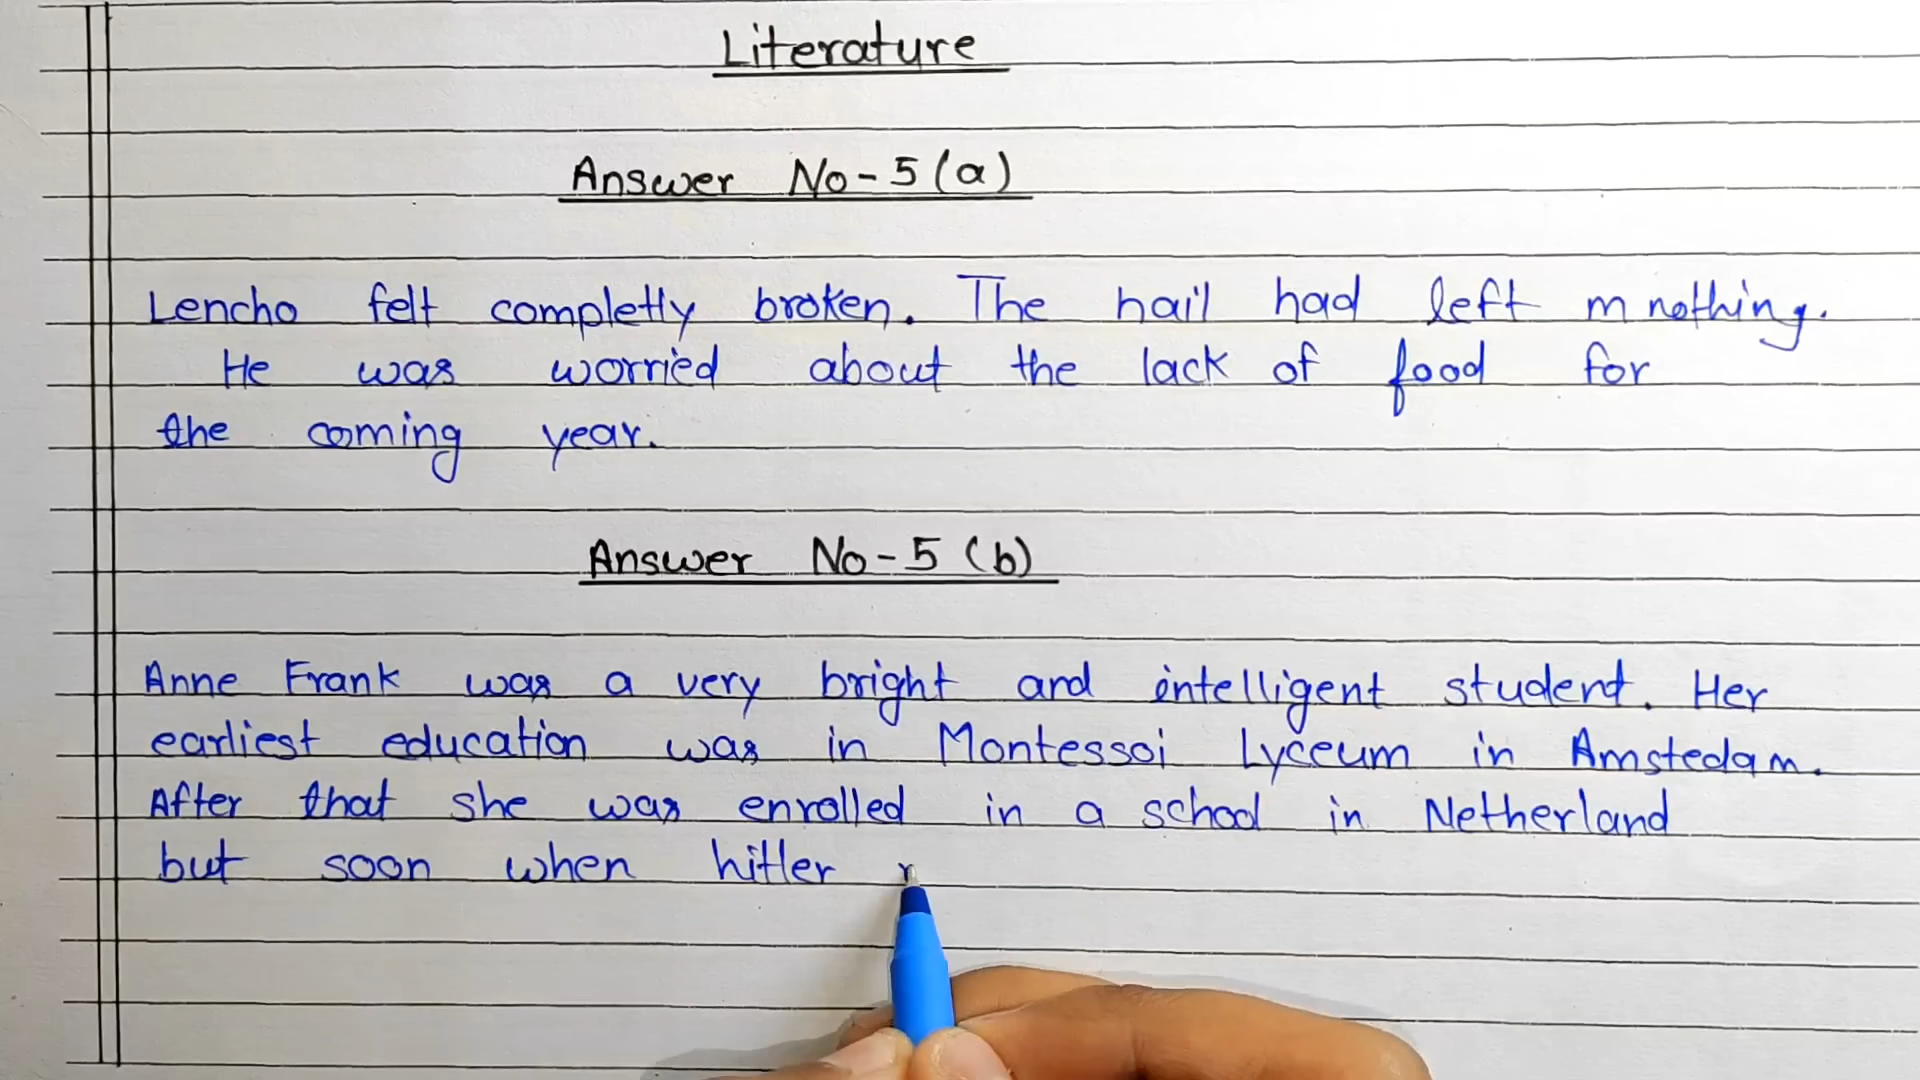 Literature
Answer No-5(a)
Lencho felt completly broken. The hail had left m nothing.
He was worried about the lack of food for
the coming year.
Answer No-5 (b)
Anne Frank was a very bright and intelligent student. Her
earliest education was in Montessoi Lyceum in Amstedam.
After that she was enrolled in a school in Netherland
but soon when hitler r